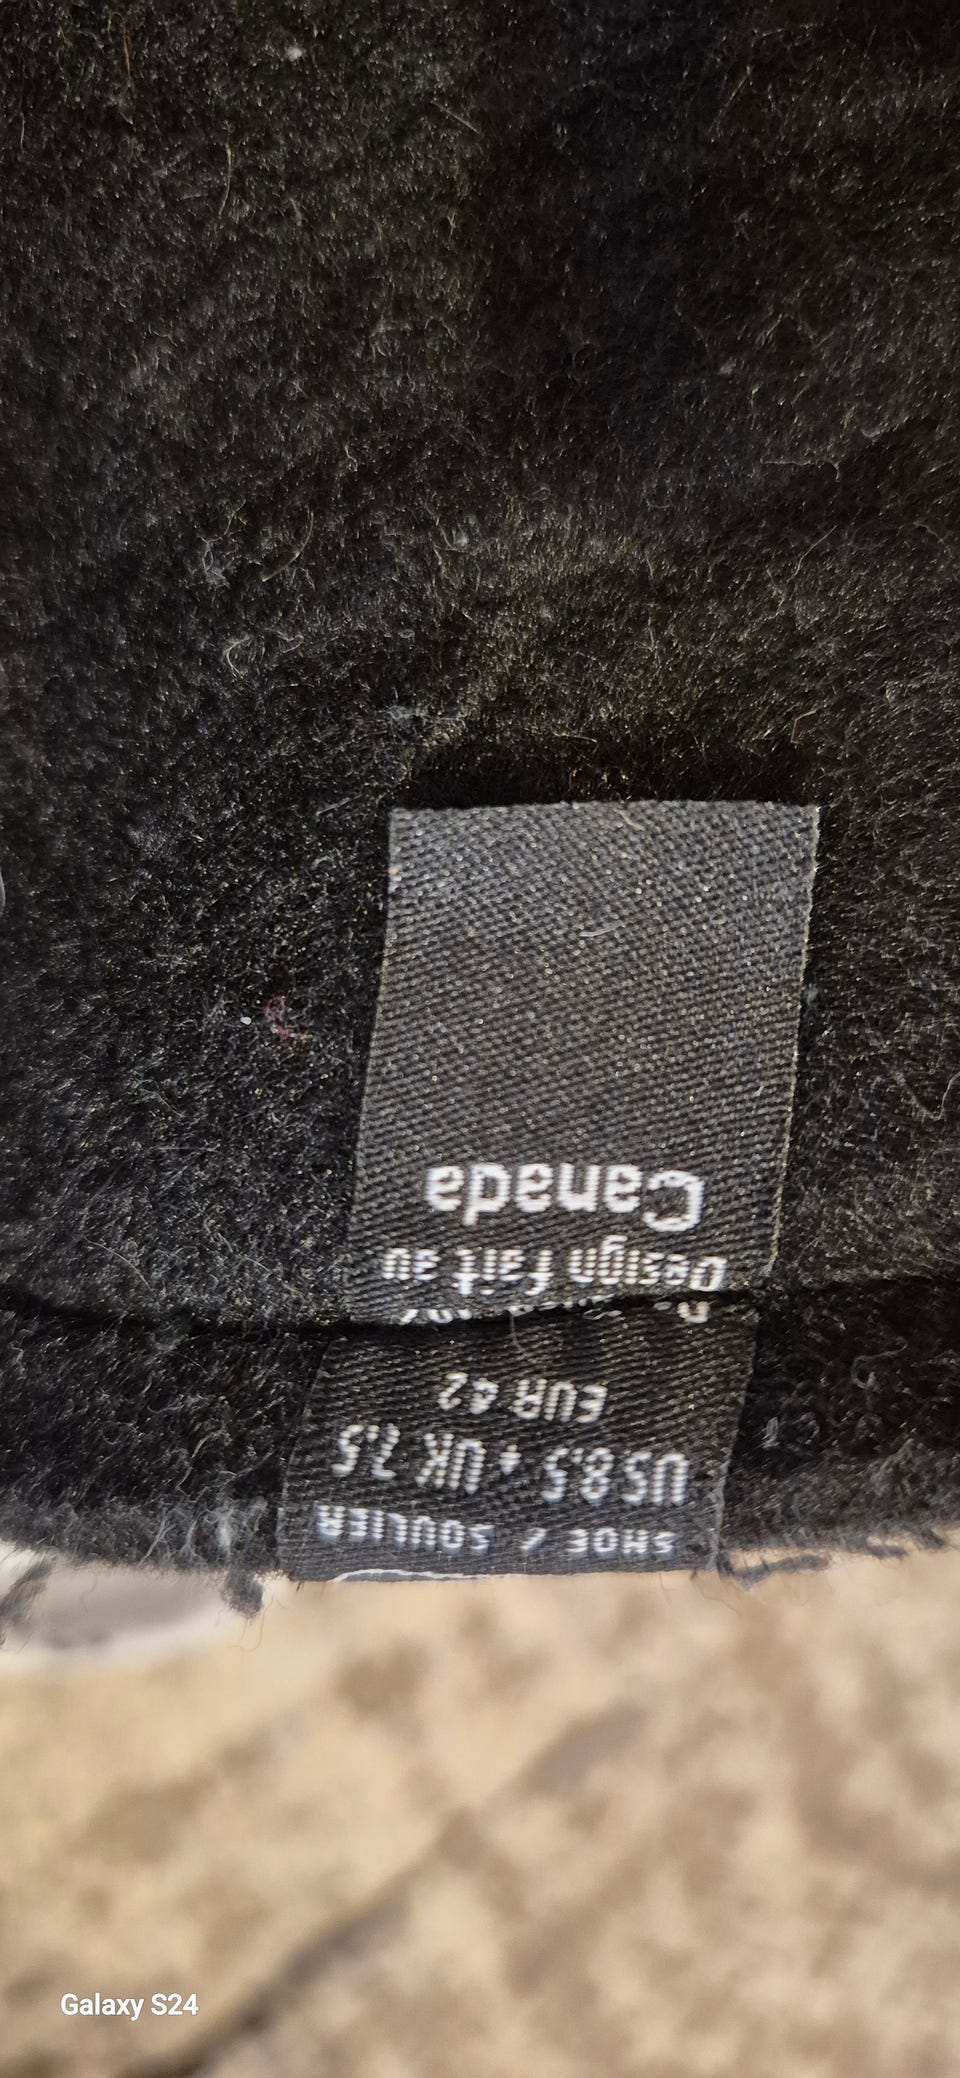 SHOE / SOULIER
US 8.5 • UK 7.5
EUR 42
Design fait au
Canada
Galaxy S24